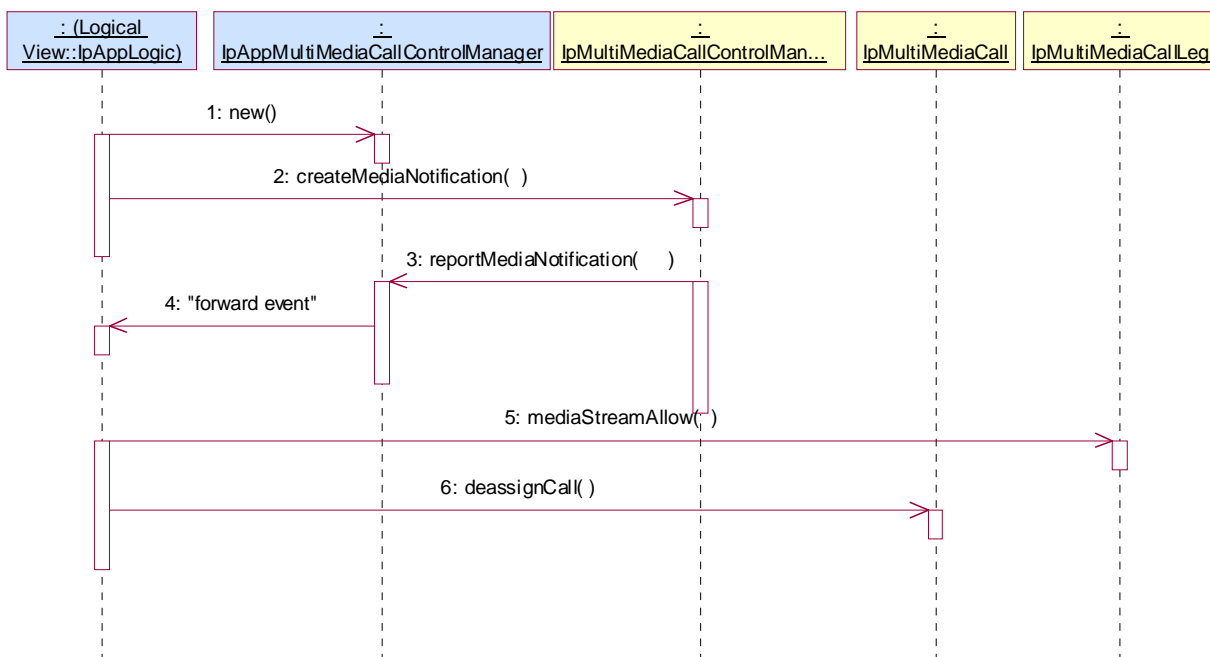 : (Logical
View::IpAppLogic)
:
IpAppMultiMediaCallControlManager
:
IpMultiMediaCallControlMan...
:
IpMultiMediaCall
:
IpMultiMediaCallLeg
1: new()
2: createMediaNotification( )
3: reportMediaNotification( )
4: "forward event"
5: mediaStreamAllow( )
6: deassignCall( )